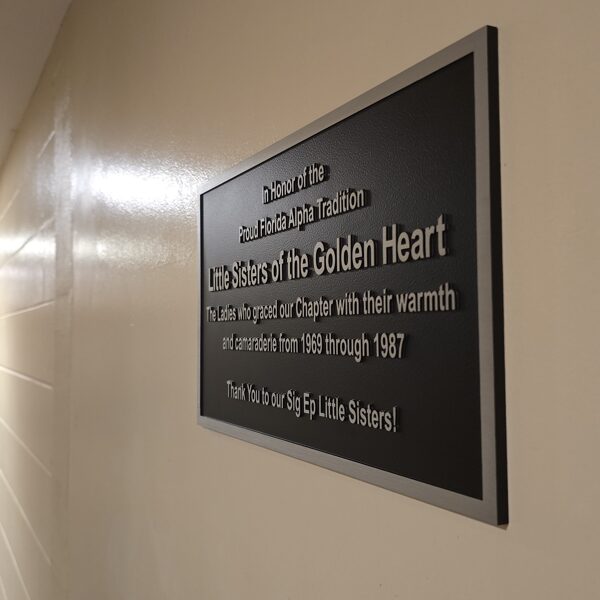 In Honor of the
Proud Florida Alpha Tradition
Little Sisters of the Golden Heart
The Ladies who graced our Chapter with their warmth
and camaraderie from 1969 through 1987
Thank You to our Sig Ep Little Sisters!